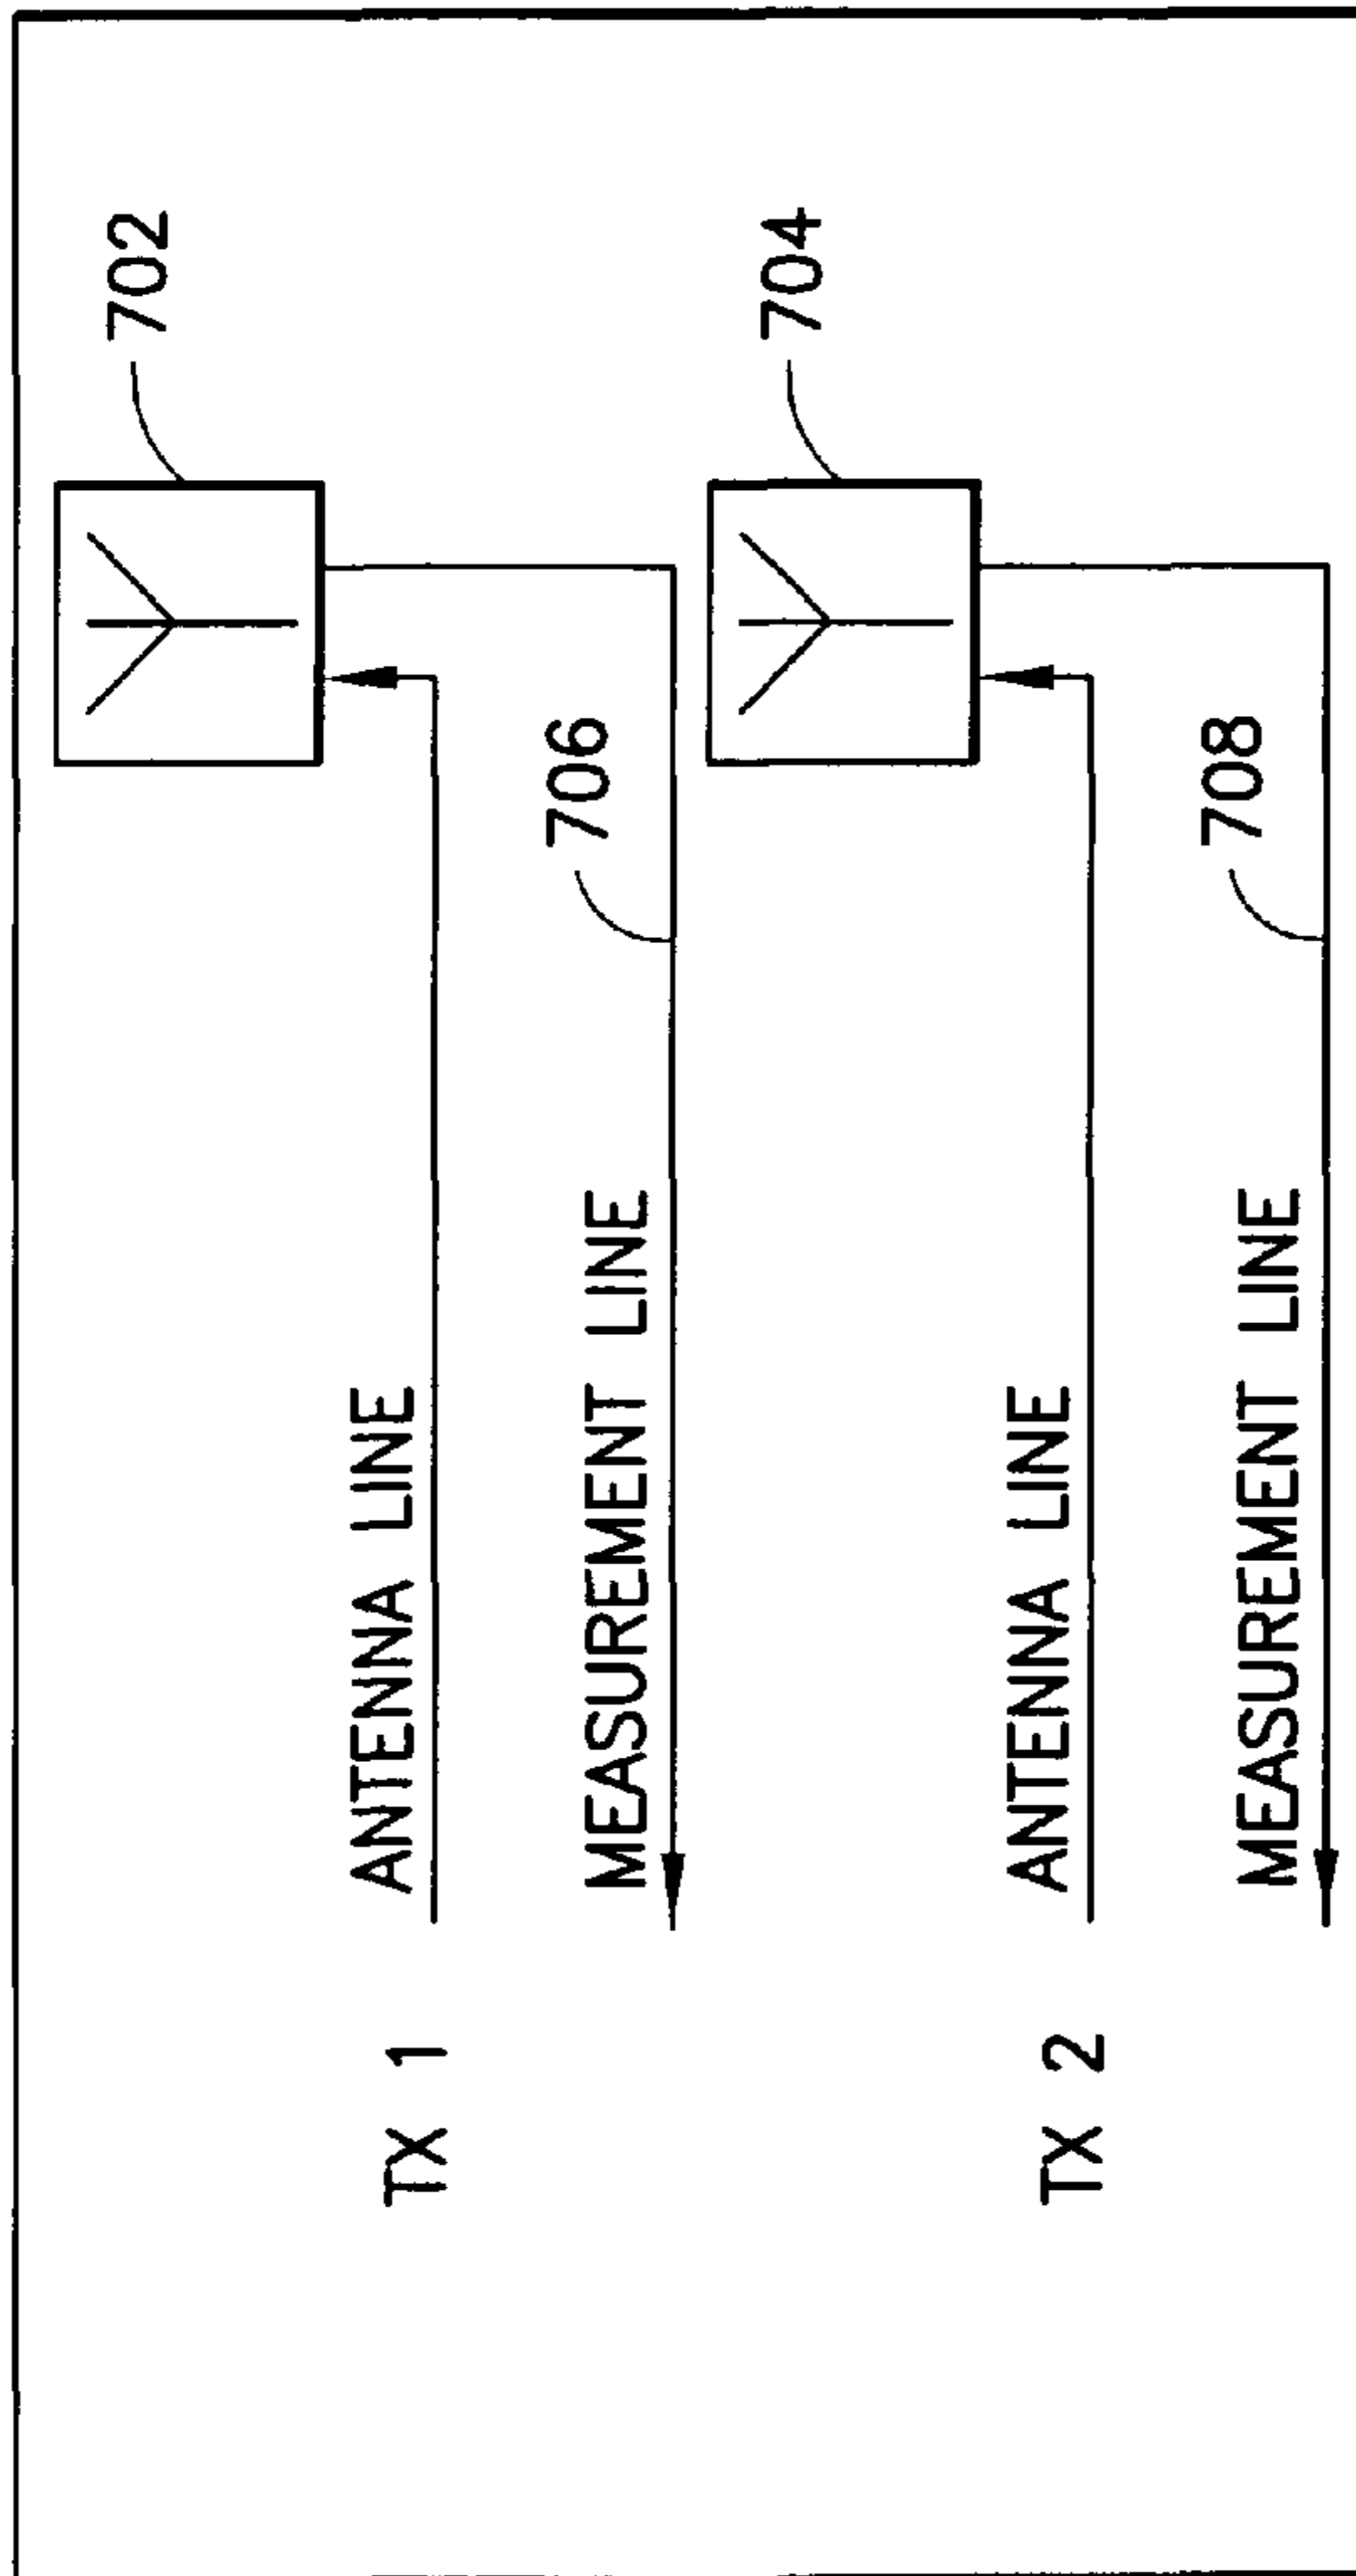 702
ANTENNA LINE
TX 1
706
MEASUREMENT LINE
704
ANTENNA LINE
TX 2
708
MEASUREMENT LINE